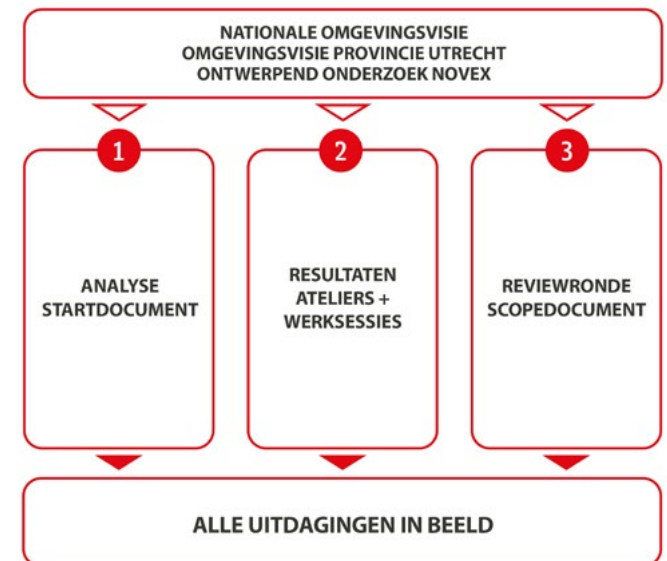 NATIONALE OMGEVINGSVISIE
OMGEVINGSVISIE PROVINCIE UTRECHT
ONTWERPEND ONDERZOEK NOVEX
1
ANALYSE
STARTDOCUMENT
2
RESULTATEN
ATELIERS +
WERKSESSIES
3
REVIEWRONDE
SCOPEDOCUMENT
ALLE UITDAGINGEN IN BEELD